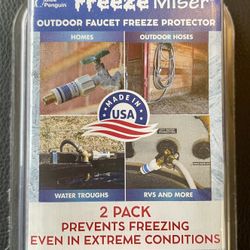 Penguin
Freeze Miser
OUTDOOR FAUCET FREEZE PROTECTOR
HOMES
OUTDOOR HOSES
MADE IN
USA
WATER TROUGHS
RVS AND MORE
2 PACK
PREVENTS FREEZING
EVEN IN EXTREME CONDITIONS